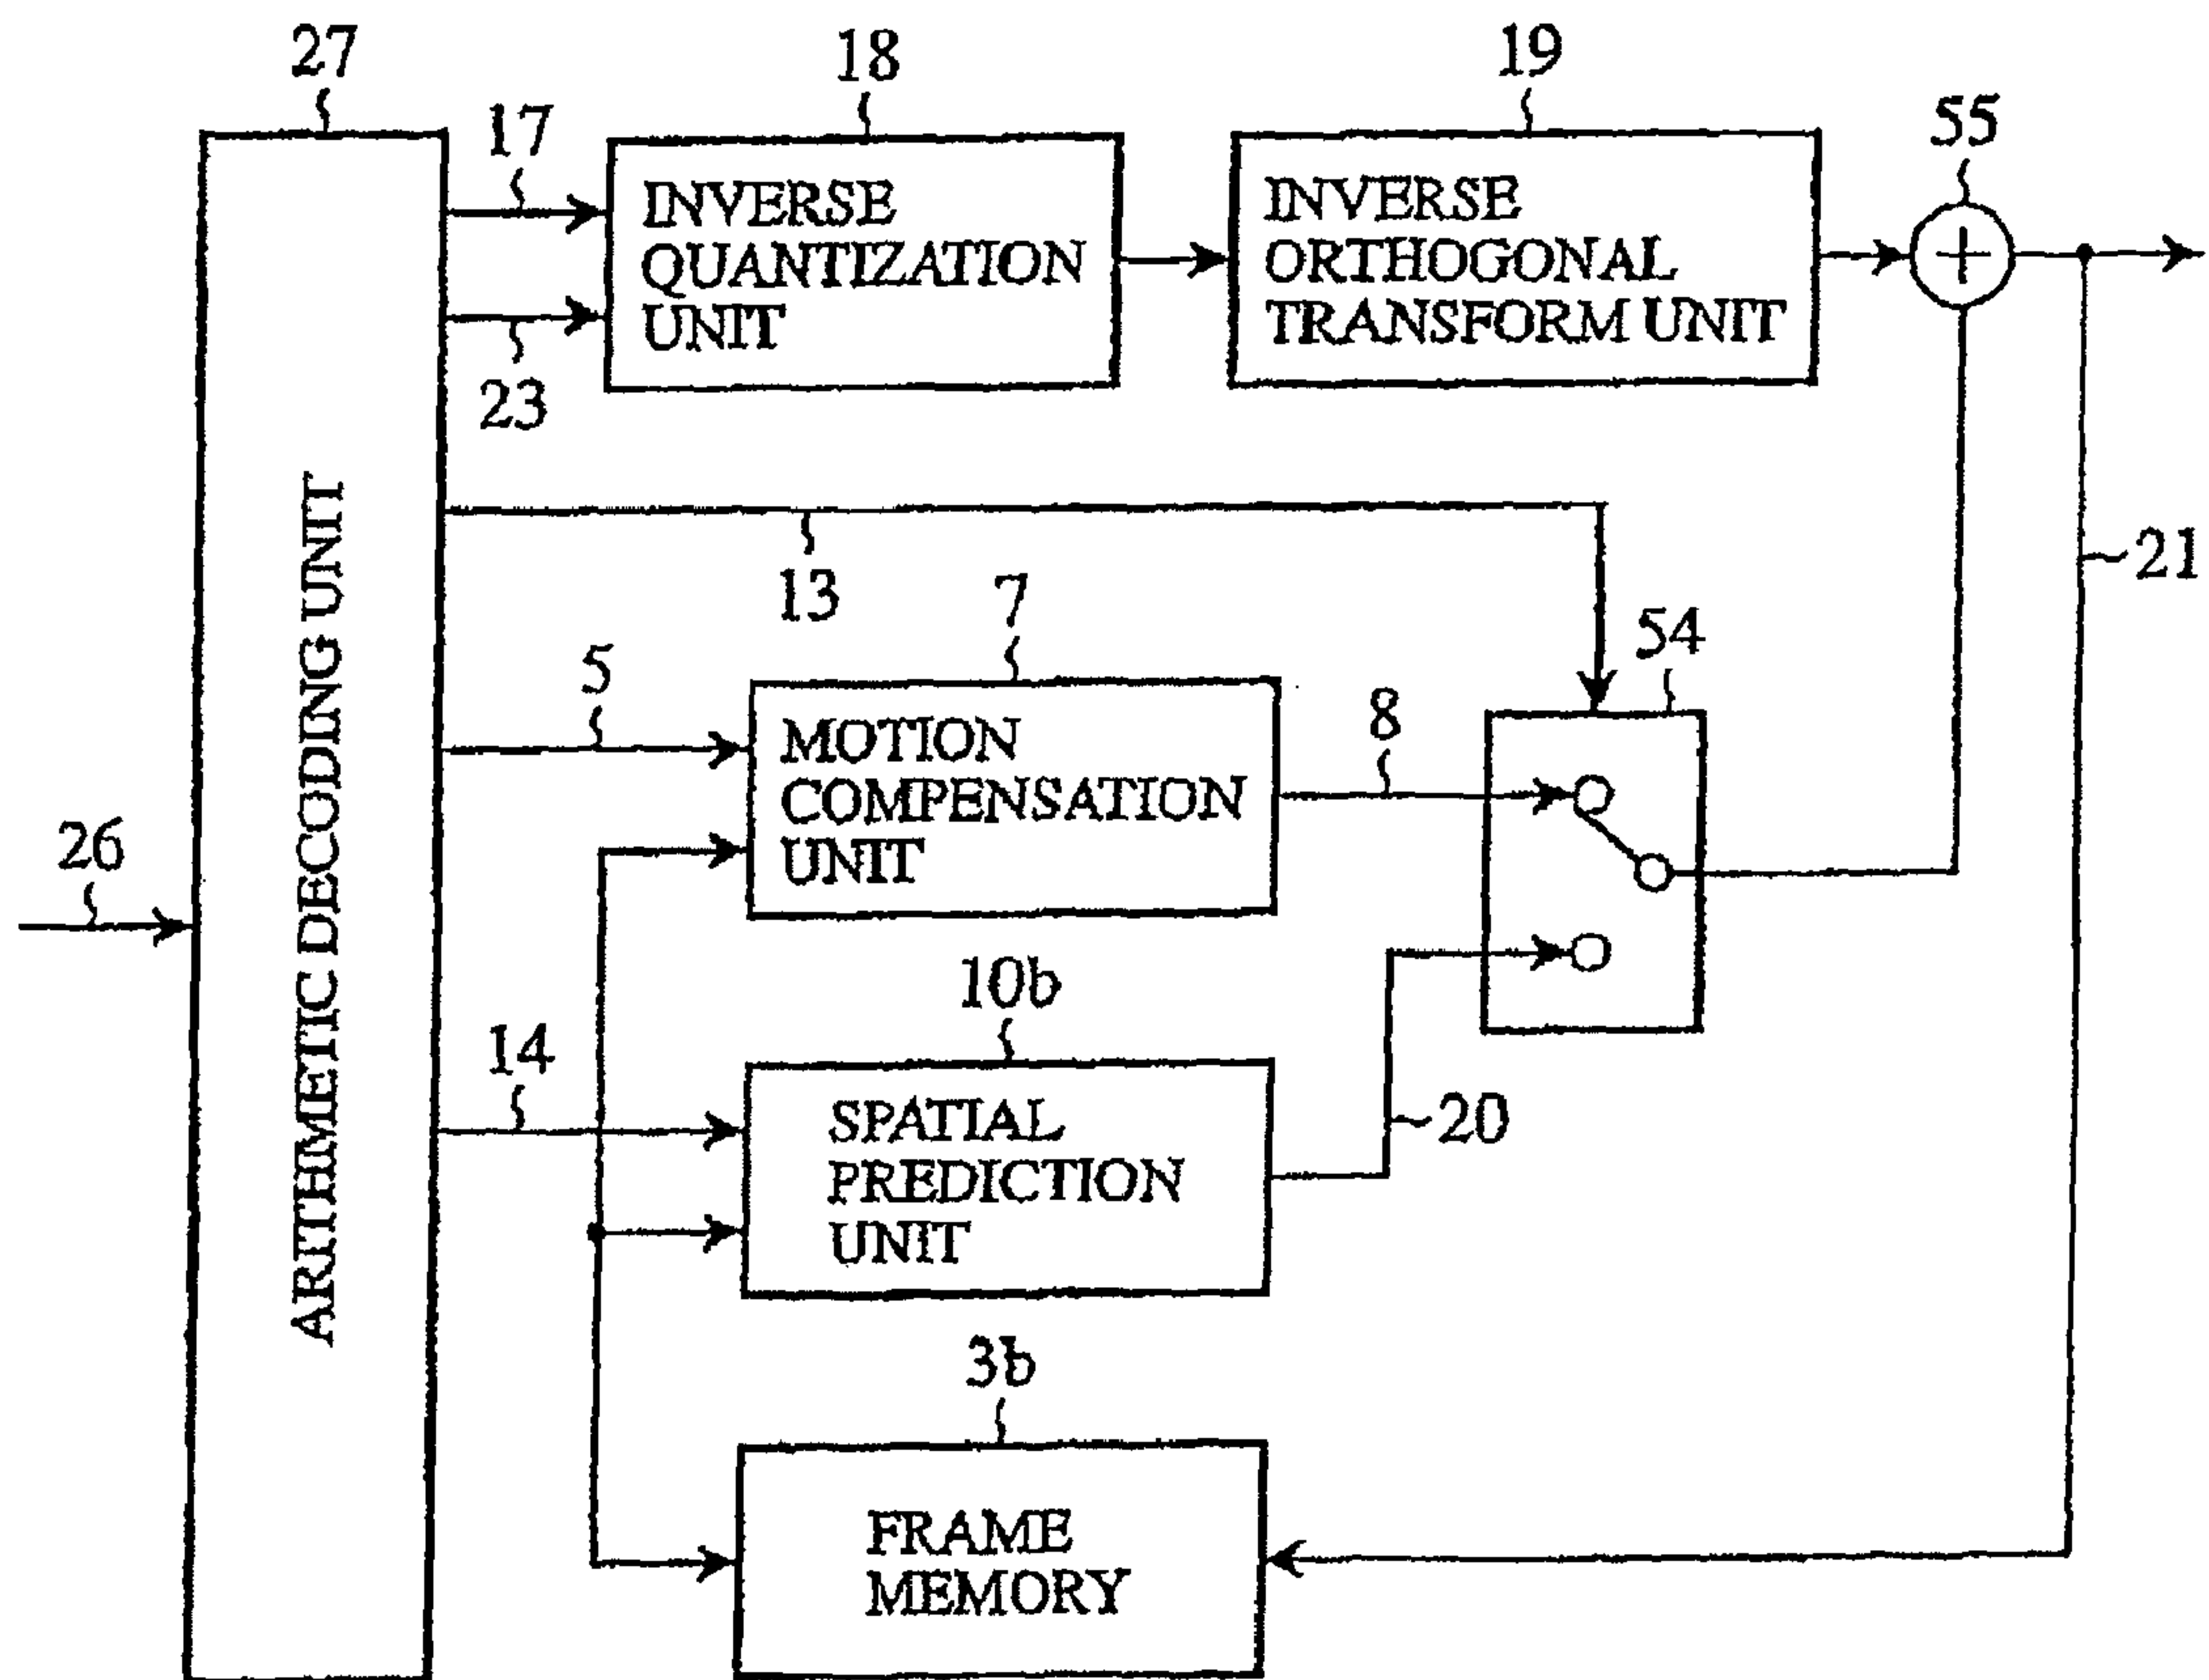 27
18
19
55
17
INVERSE
QUANTIZATION
UNIT
INVERSE
ORTHOGONAL
TRANSFORM UNIT
23
13
21
ARITHMETIC DECODING UNIT
7
54
5
MOTION
COMPENSATION
UNIT
8
26
10b
14
SPATIAL
PREDICTION
UNIT
20
3b
FRAME
MEMORY